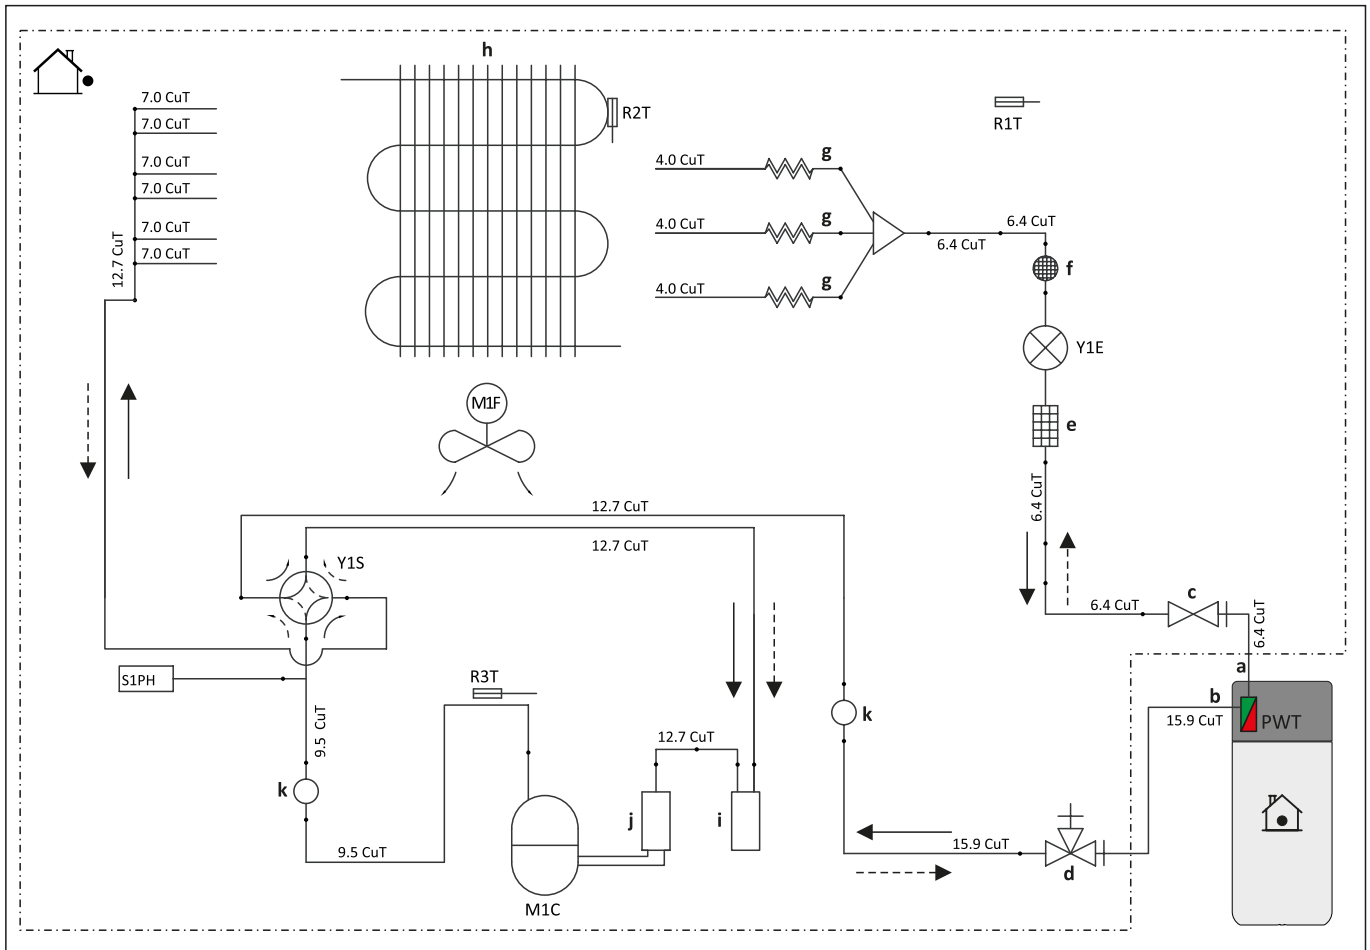 h
7.0 CuT
7.0 CuT
7.0 CuT
7.0 CuT
7.0 CuT
7.0 CuT
12.7 CuT
R2T
R1T
4.0 CuT
g
4.0 CuT
g
4.0 CuT
g
6.4 CuT
6.4 CuT
f
Y1E
e
6.4 CuT
M1F
12.7 CuT
12.7 CuT
Y1S
6.4 CuT
c
6.4 CuT
S1PH
R3T
a
b
15.9 CuT
PWT
9.5 CuT
k
k
12.7 CuT
j
i
9.5 CuT
15.9 CuT
d
M1C